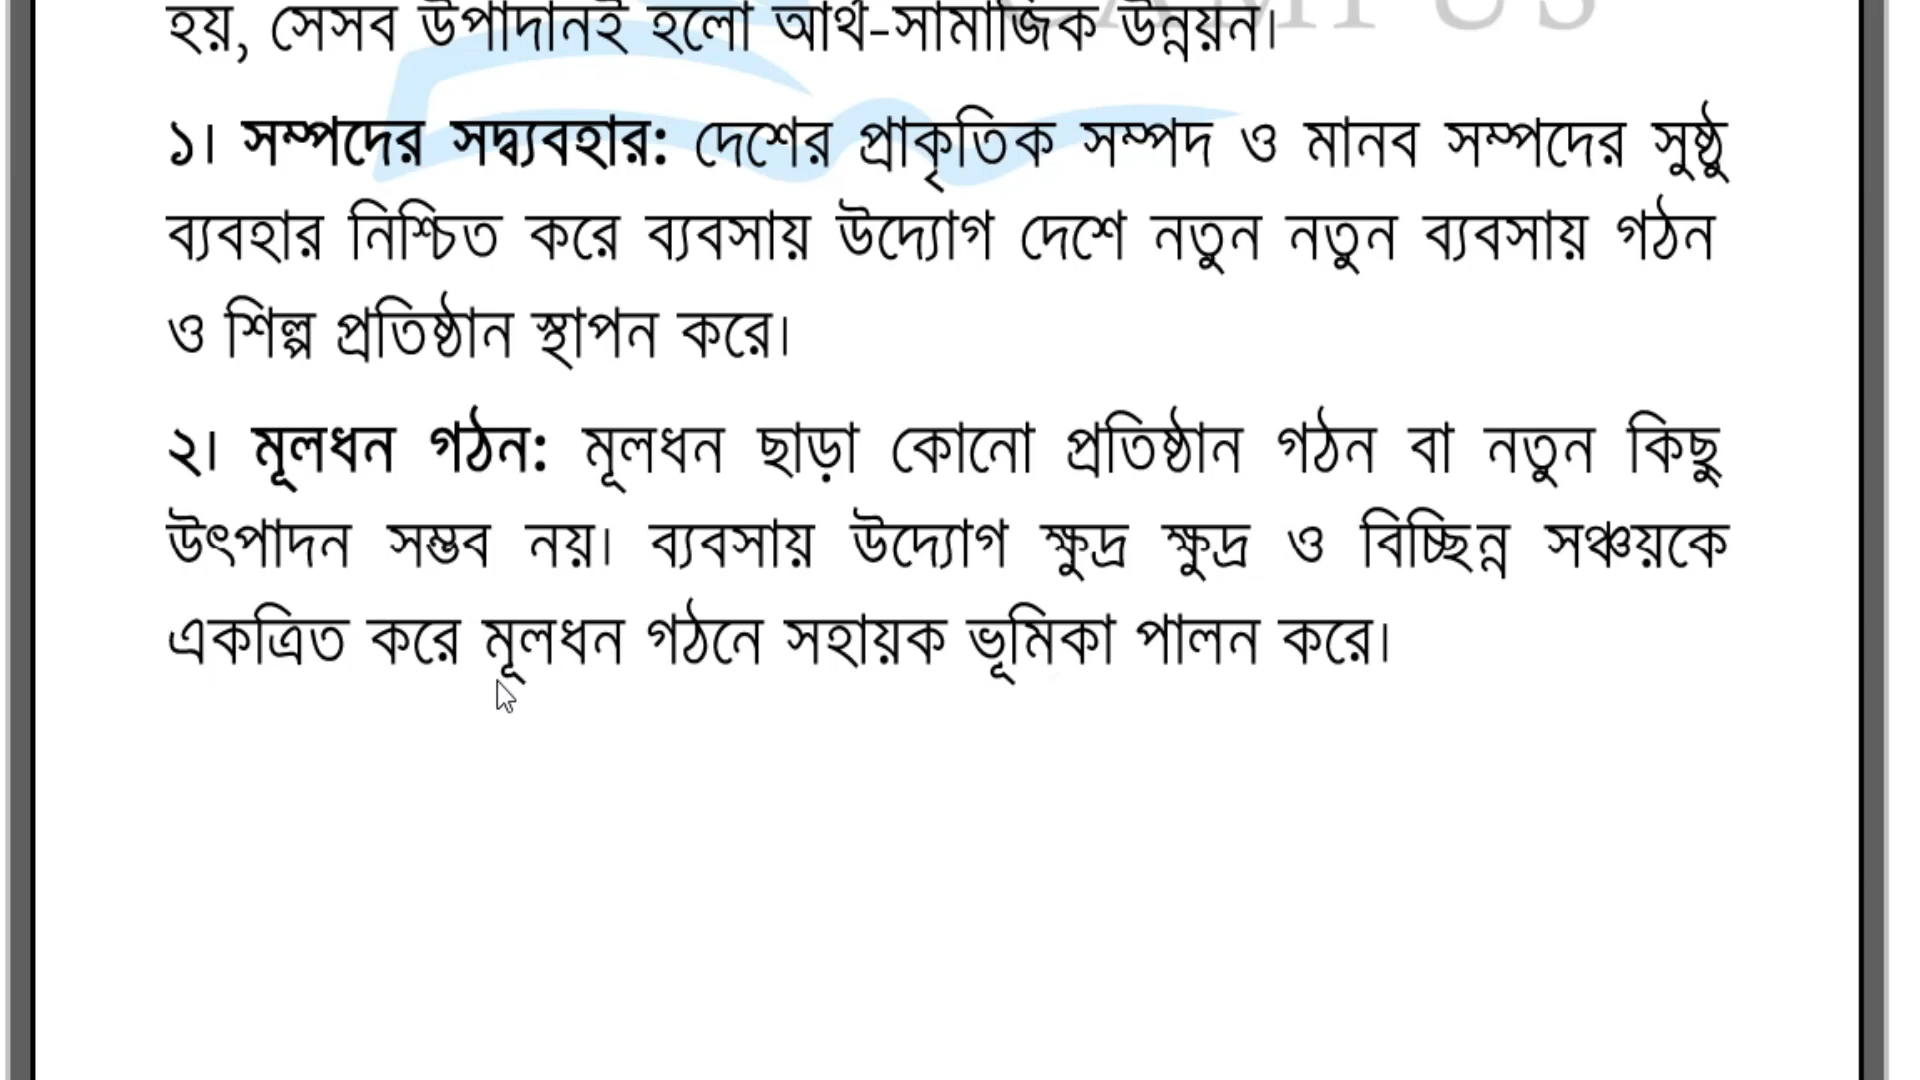 CAMPUS
হয়, সেসব উপাদানই হলো আর্থ-সামাজিক উন্নয়ন।
১। সম্পদের সদ্ব্যবহার: দেশের প্রাকৃতিক সম্পদ ও মানব সম্পদের সুষ্ঠু
ব্যবহার নিশ্চিত করে ব্যবসায় উদ্যোগ দেশে নতুন নতুন ব্যবসায় গঠন
ও শিল্প প্রতিষ্ঠান স্থাপন করে।
২। মূলধন গঠন: মূলধন ছাড়া কোনো প্রতিষ্ঠান গঠন বা নতুন কিছু
উৎপাদন সম্ভব নয়। ব্যবসায় উদ্যোগ ক্ষুদ্র ক্ষুদ্র ও বিচ্ছিন্ন সঞ্চয়কে
একত্রিত করে মূলধন গঠনে সহায়ক ভূমিকা পালন করে।